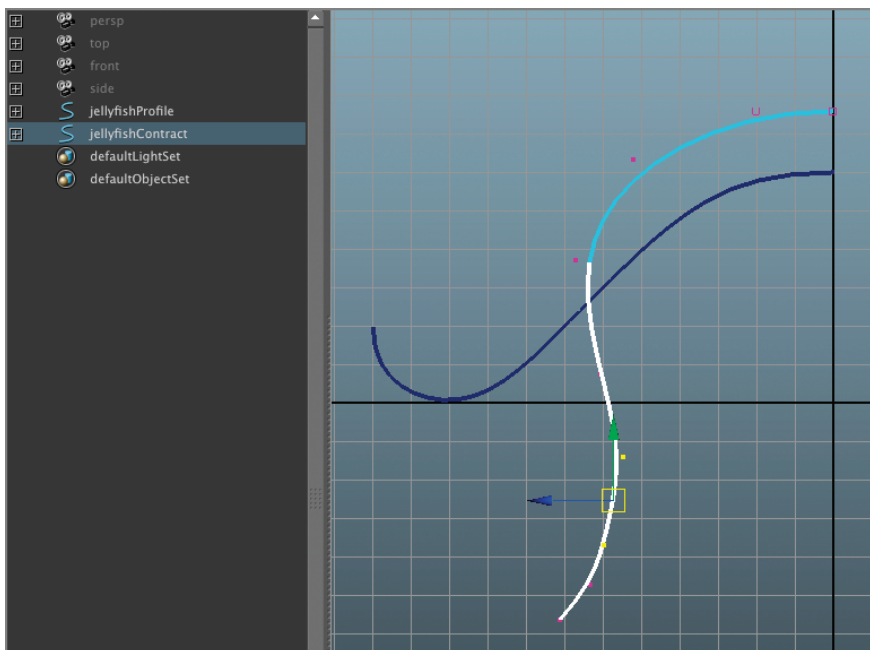 persp
top
front
side
jellyfishProfile
jellyfishContract
defaultLightSet
defaultObjectSet